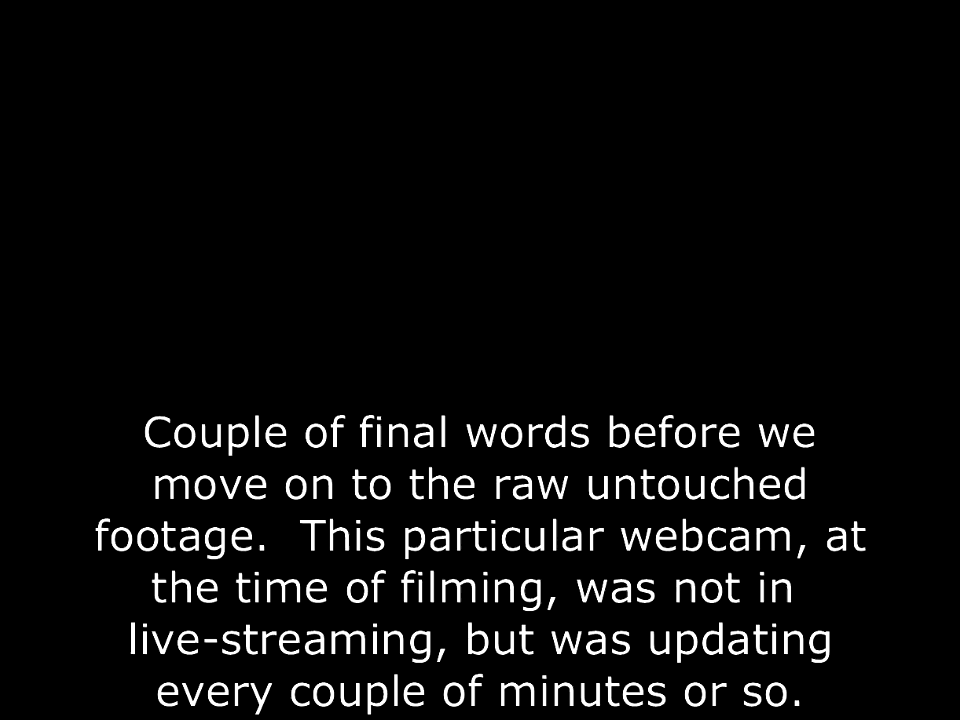 Couple of final words before we
move on to the raw untouched
footage.  This particular webcam, at
the time of filming, was not in
live-streaming, but was updating
every couple of minutes or so.